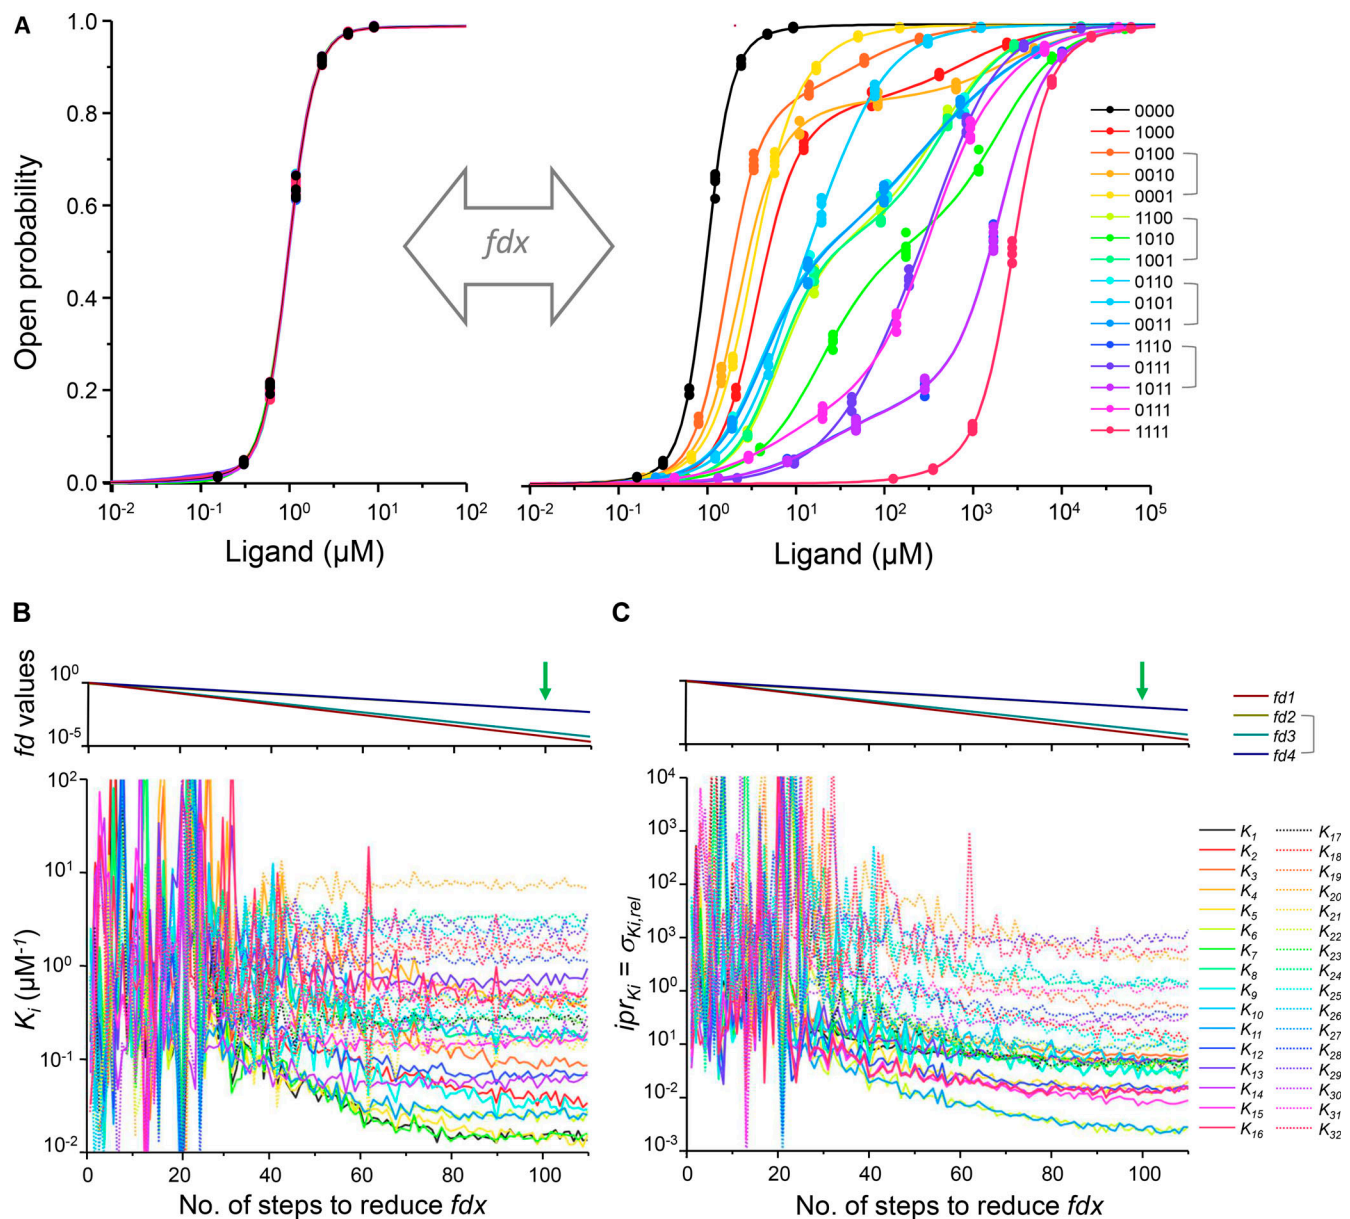 A
Open probability
1.0
0.8
0.6
0.4
0.2
0.0
10⁻²
10⁻¹
10⁰
10¹
10²
Ligand (µM)
fdx
10⁻²
10⁻¹
10⁰
10¹
10²
10³
10⁴
10⁵
Ligand (µM)
0000
1000
0100
0010
0001
1100
1010
1001
0110
0101
0011
1110
0111
1011
0111
1111
B
fd values
10⁰
10⁻⁵
Kᵢ (µM⁻¹)
10²
10¹
10⁰
10⁻¹
10⁻²
0
20
40
60
80
100
No. of steps to reduce fdx
C
fd1
fd2
fd3
fd4
ipr_Ki = σ_Ki,rel
10⁴
10³
10²
10³
10⁰
10¹
10⁻²
10⁻³
0
20
40
60
80
100
No. of steps to reduce fdx
K₁ K₁₇
K₂ K₁₈
K₃ K₁₉
K₄ K₂₀
K₅ K₂₁
K₆ K₂₂
K₇ K₂₃
K₈ K₂₄
K₉ K₂₅
K₁₀ K₂₆
K₁₁ K₂₇
K₁₂ K₂₈
K₁₃ K₂₉
K₁₄ K₃₀
K₁₅ K₃₁
K₁₆ K₃₂